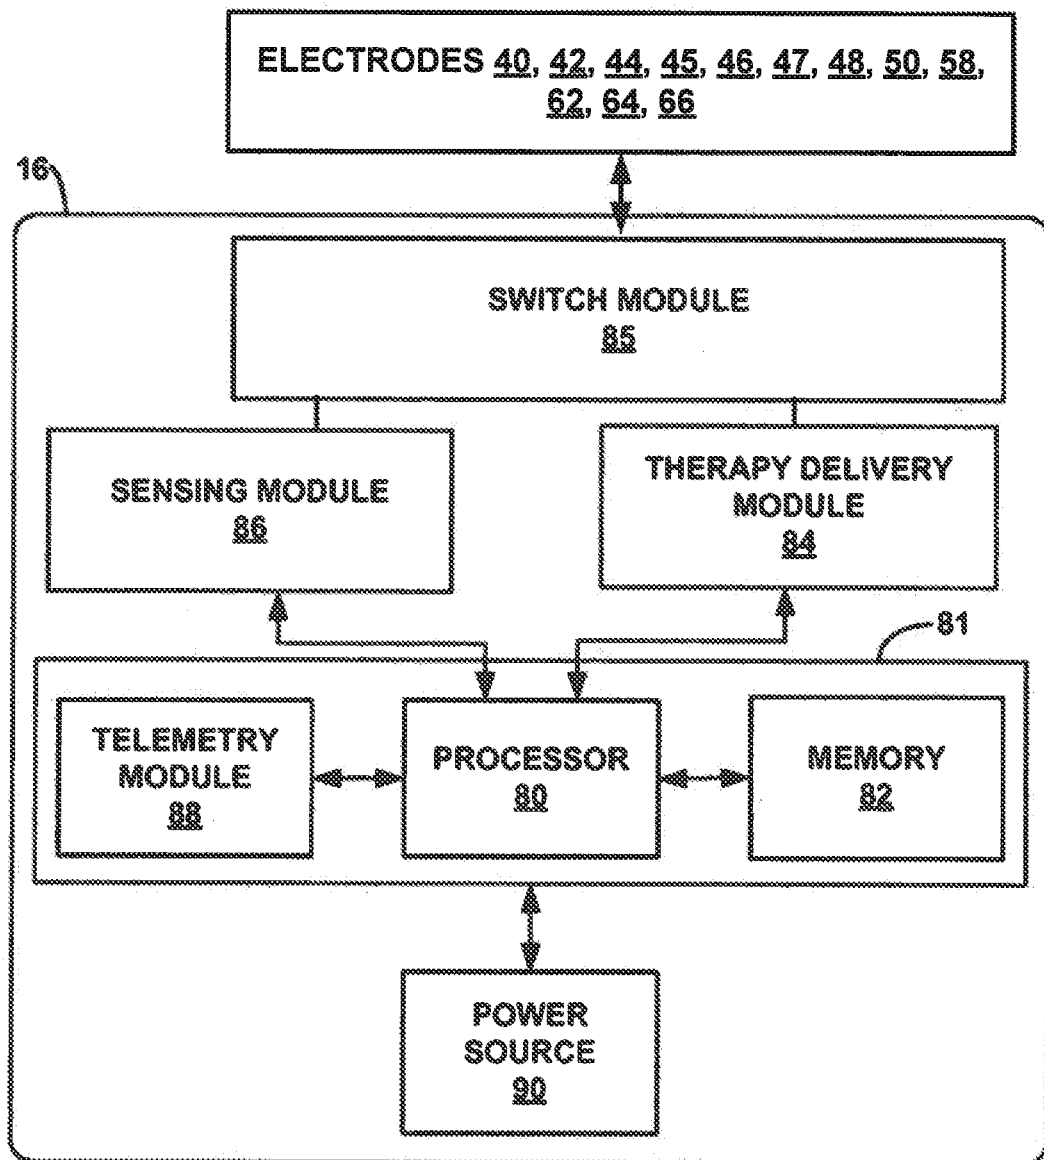 ELECTRODES 40, 42, 44, 45, 46, 47, 48, 50, 58,
62, 64, 66
16
SWITCH MODULE
85
SENSING MODULE
86
THERAPY DELIVERY
MODULE
84
81
TELEMETRY
MODULE
88
PROCESSOR
80
MEMORY
82
POWER
SOURCE
90